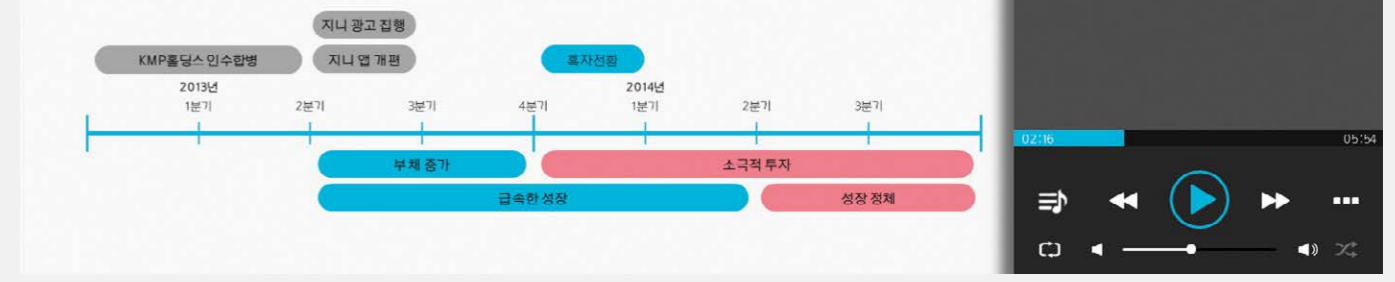 지니 광고 집행
KMP홀딩스 인수합병
지니 앱 개편
흑자전환
2013년
2014년
1분기
2분기
3분기
4분기
1분기
2분기
3분기
02:16
05:54
부채 증가
소극적 투자
급속한 성장
성장 정체